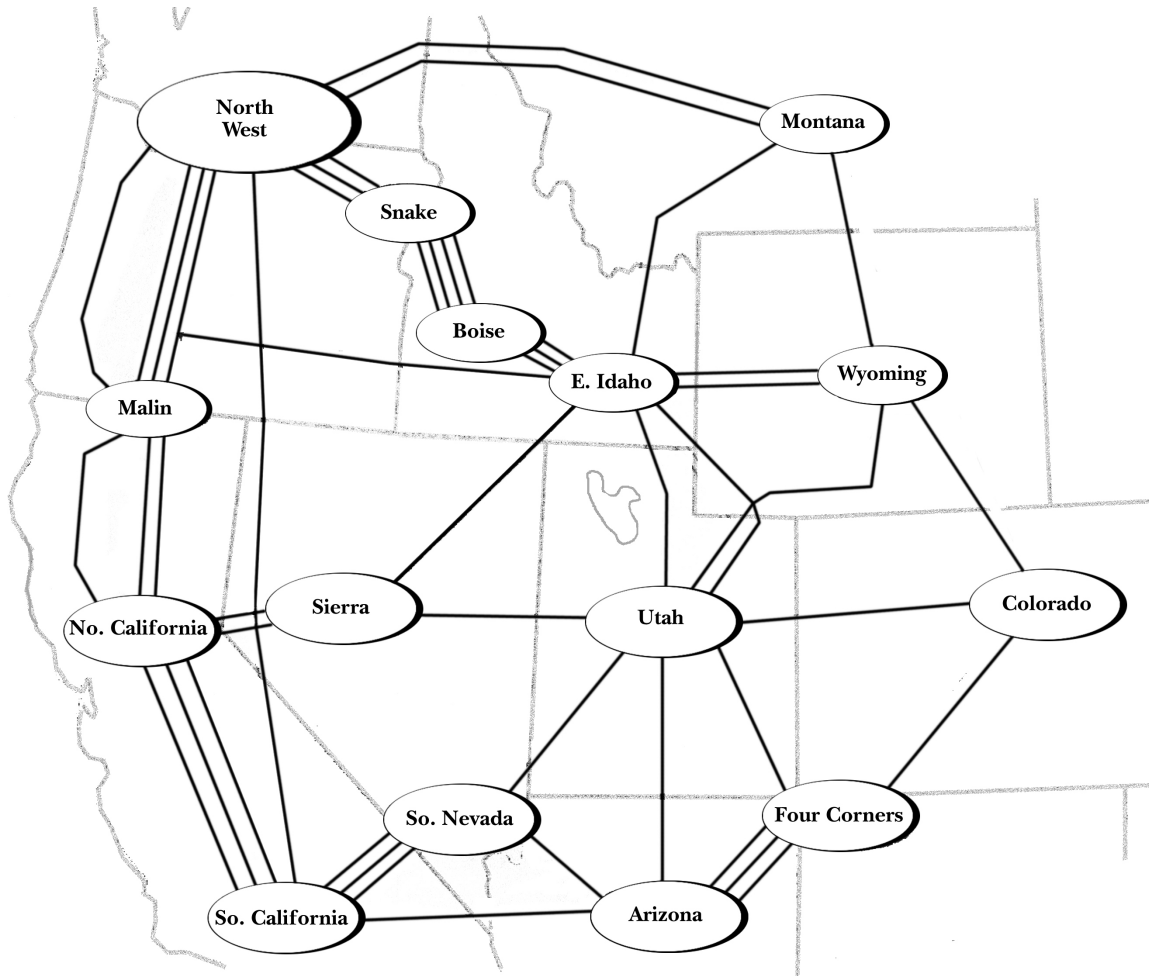 North
West
Montana
Snake
Boise
E. Idaho
Wyoming
Malin
Sierra
Utah
Colorado
No. California
So. Nevada
Four Corners
So. California
Arizona